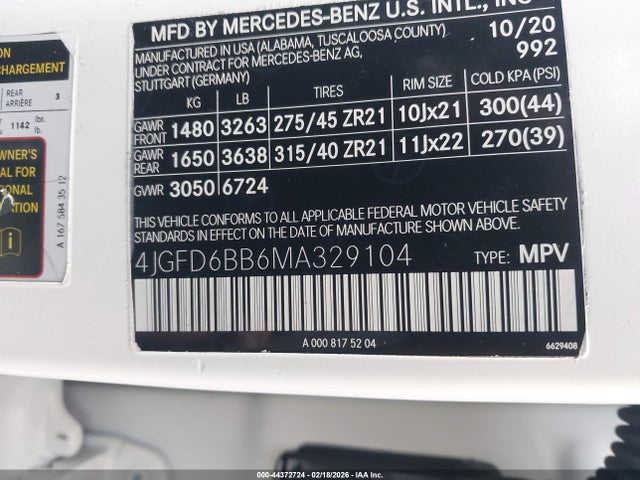 MFD BY MERCEDES-BENZ U.S. INTL., INC
MANUFACTURED IN USA (ALABAMA, TUSCALOOSA COUNTY) 10/20
UNDER CONTRACT FOR MERCEDES-BENZ AG, 992
STUTTGART (GERMANY)
KG LB TIRES RIM SIZE COLD KPA (PSI)
GAWR FRONT 1480 3263 275/45 ZR21 10Jx21 300(44)
GAWR REAR 1650 3638 315/40 ZR21 11Jx22 270(39)
GVWR 3050 6724
THIS VEHICLE CONFORMS TO ALL APPLICABLE FEDERAL MOTOR VEHICLE SAFETY
STANDARDS IN EFFECT ON THE DATE OF MANUFACTURE SHOWN ABOVE.
4JGFD6BB6MA329104 TYPE: MPV
A 000 817 52 04
6629408
CHARGEMENT
REAR
ARRIÈRE 3
1142 lbs.
lb.
OWNER'S
FOR
A 167 584 35 12
00-44372724 - 02/18/2026 - IAA, LLC